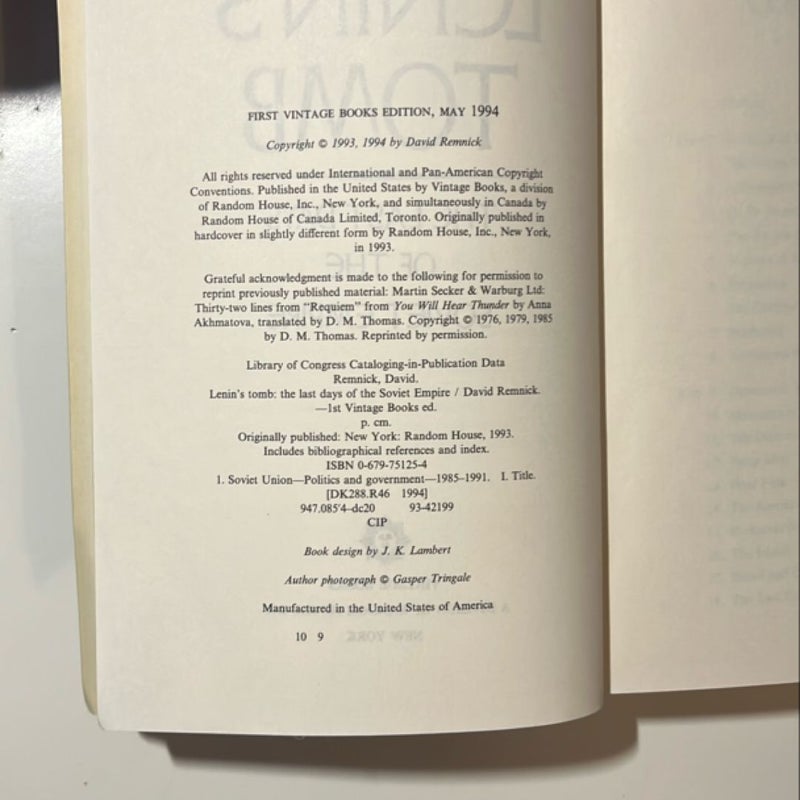 FIRST VINTAGE BOOKS EDITION, MAY 1994
Copyright © 1993, 1994 by David Remnick
All rights reserved under International and Pan-American Copyright
Conventions. Published in the United States by Vintage Books, a division
of Random House, Inc., New York, and simultaneously in Canada by
Random House of Canada Limited, Toronto. Originally published in
hardcover in slightly different form by Random House, Inc., New York,
in 1993.
Grateful acknowledgment is made to the following for permission to
reprint previously published material: Martin Secker & Warburg Ltd:
Thirty-two lines from "Requiem" from You Will Hear Thunder by Anna
Akhmatova, translated by D. M. Thomas. Copyright © 1976, 1979, 1985
by D. M. Thomas. Reprinted by permission.
Library of Congress Cataloging-in-Publication Data
Remnick, David.
Lenin's tomb: the last days of the Soviet Empire / David Remnick.
—1st Vintage Books ed.
p. cm.
Originally published: New York: Random House, 1993.
Includes bibliographical references and index.
ISBN 0-679-75125-4
1. Soviet Union—Politics and government—1985-1991. I. Title.
[DK288.R46 1994]
947.085'4-dc20 93-42199
CIP
Book design by J. K. Lambert
Author photograph © Gasper Tringale
Manufactured in the United States of America
10 9